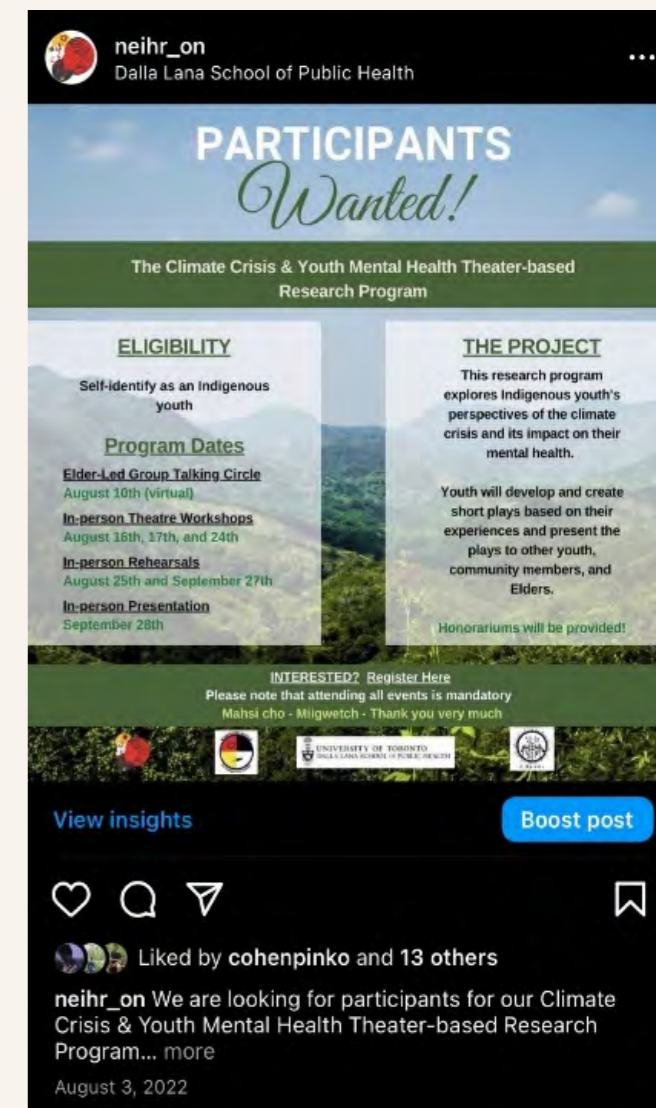 neihr_on
Dalla Lana School of Public Health
PARTICIPANTS
Wanted!
The Climate Crisis & Youth Mental Health Theater-based
Research Program
ELIGIBILITY
Self-identify as an Indigenous
youth
Program Dates
Elder-Led Group Talking Circle
August 10th (virtual)
In-person Theatre Workshops
August 16th, 17th, and 24th
In-person Rehearsals
August 25th and September 27th
In-person Presentation
September 28th
THE PROJECT
This research program
explores Indigenous youth's
perspectives of the climate
crisis and its impact on their
mental health.
Youth will develop and create
short plays based on their
experiences and present the
plays to other youth,
community members, and
Elders.
Honorariums will be provided!
INTERESTED? Register Here
Please note that attending all events is mandatory
Mahsi cho - Miigwetch - Thank you very much
UNIVERSITY OF TORONTO
DALLA LANA SCHOOL OF PUBLIC HEALTH
View insights
Boost post
Liked by cohenpinko and 13 others
neihr_on We are looking for participants for our Climate
Crisis & Youth Mental Health Theater-based Research
Program... more
August 3, 2022